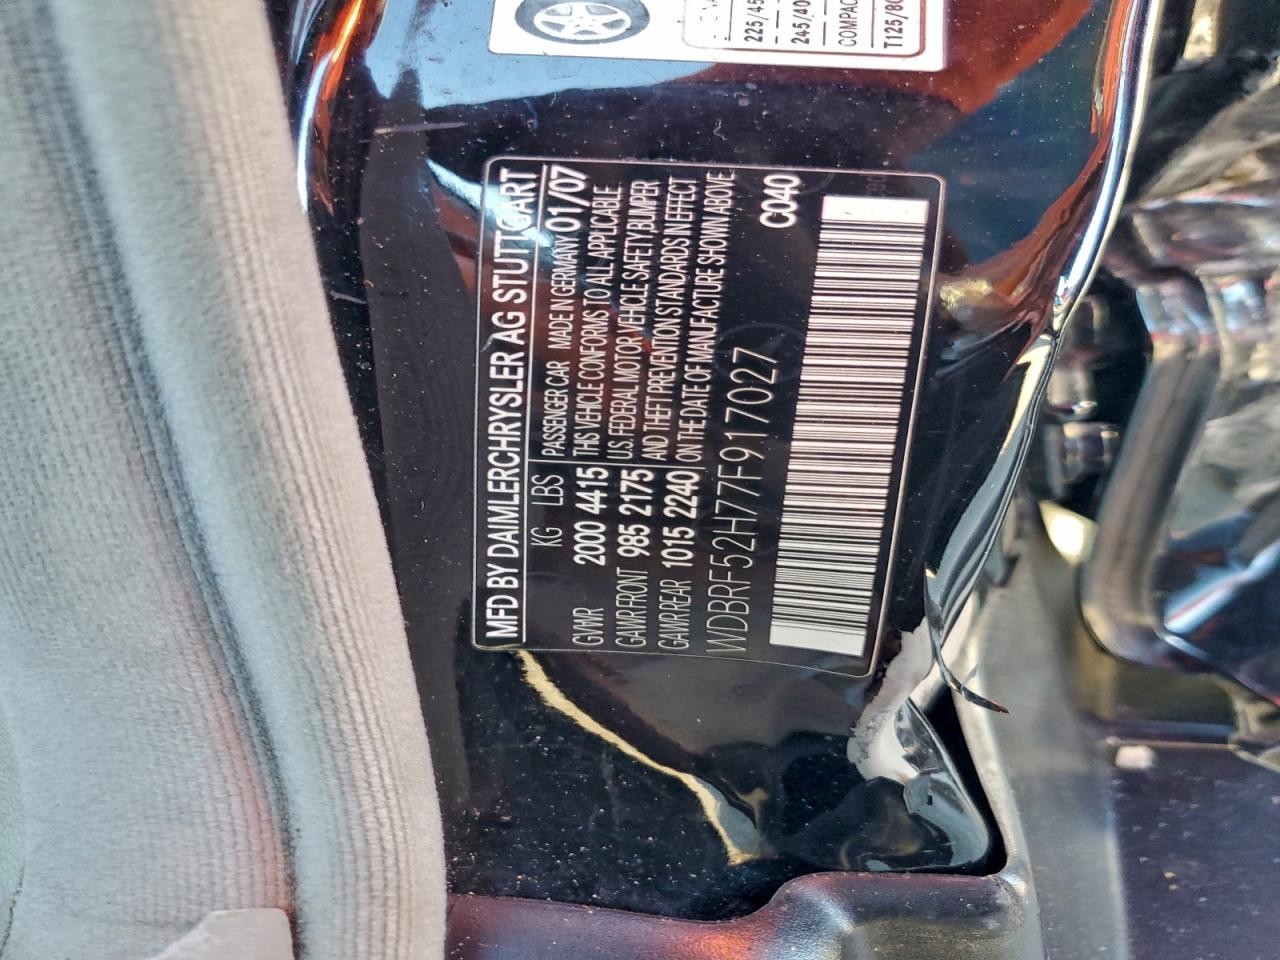 225/45
245/40
COMPAC
T125/80
MFD BY DAIMLERCHRYSLER AG STUTTGART
KG LBS PASSENGER CAR MADE IN GERMANY 01/07
GVWR 2000 4415 THIS VEHICLE CONFORMS TO ALL APPLICABLE
GAWR FRONT 985 2175 U.S. FEDERAL MOTOR VEHICLE SAFETY, BUMPER
GAWR REAR 1015 2240 AND THEFT PREVENTION STANDARDS IN EFFECT
ON THE DATE OF MANUFACTURE SHOWN ABOVE.
WDBRF52H77F917027
C040